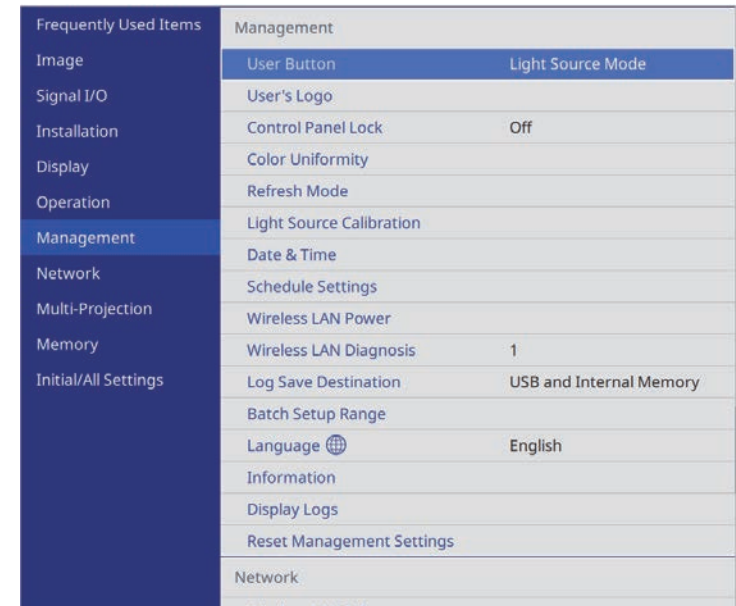 Frequently Used Items
Image
Signal I/O
Installation
Display
Operation
Management
Network
Multi-Projection
Memory
Initial/All Settings
Management
User Button Light Source Mode
User's Logo
Control Panel Lock Off
Color Uniformity
Refresh Mode
Light Source Calibration
Date & Time
Schedule Settings
Wireless LAN Power
Wireless LAN Diagnosis 1
Log Save Destination USB and Internal Memory
Batch Setup Range
Language English
Information
Display Logs
Reset Management Settings
Network